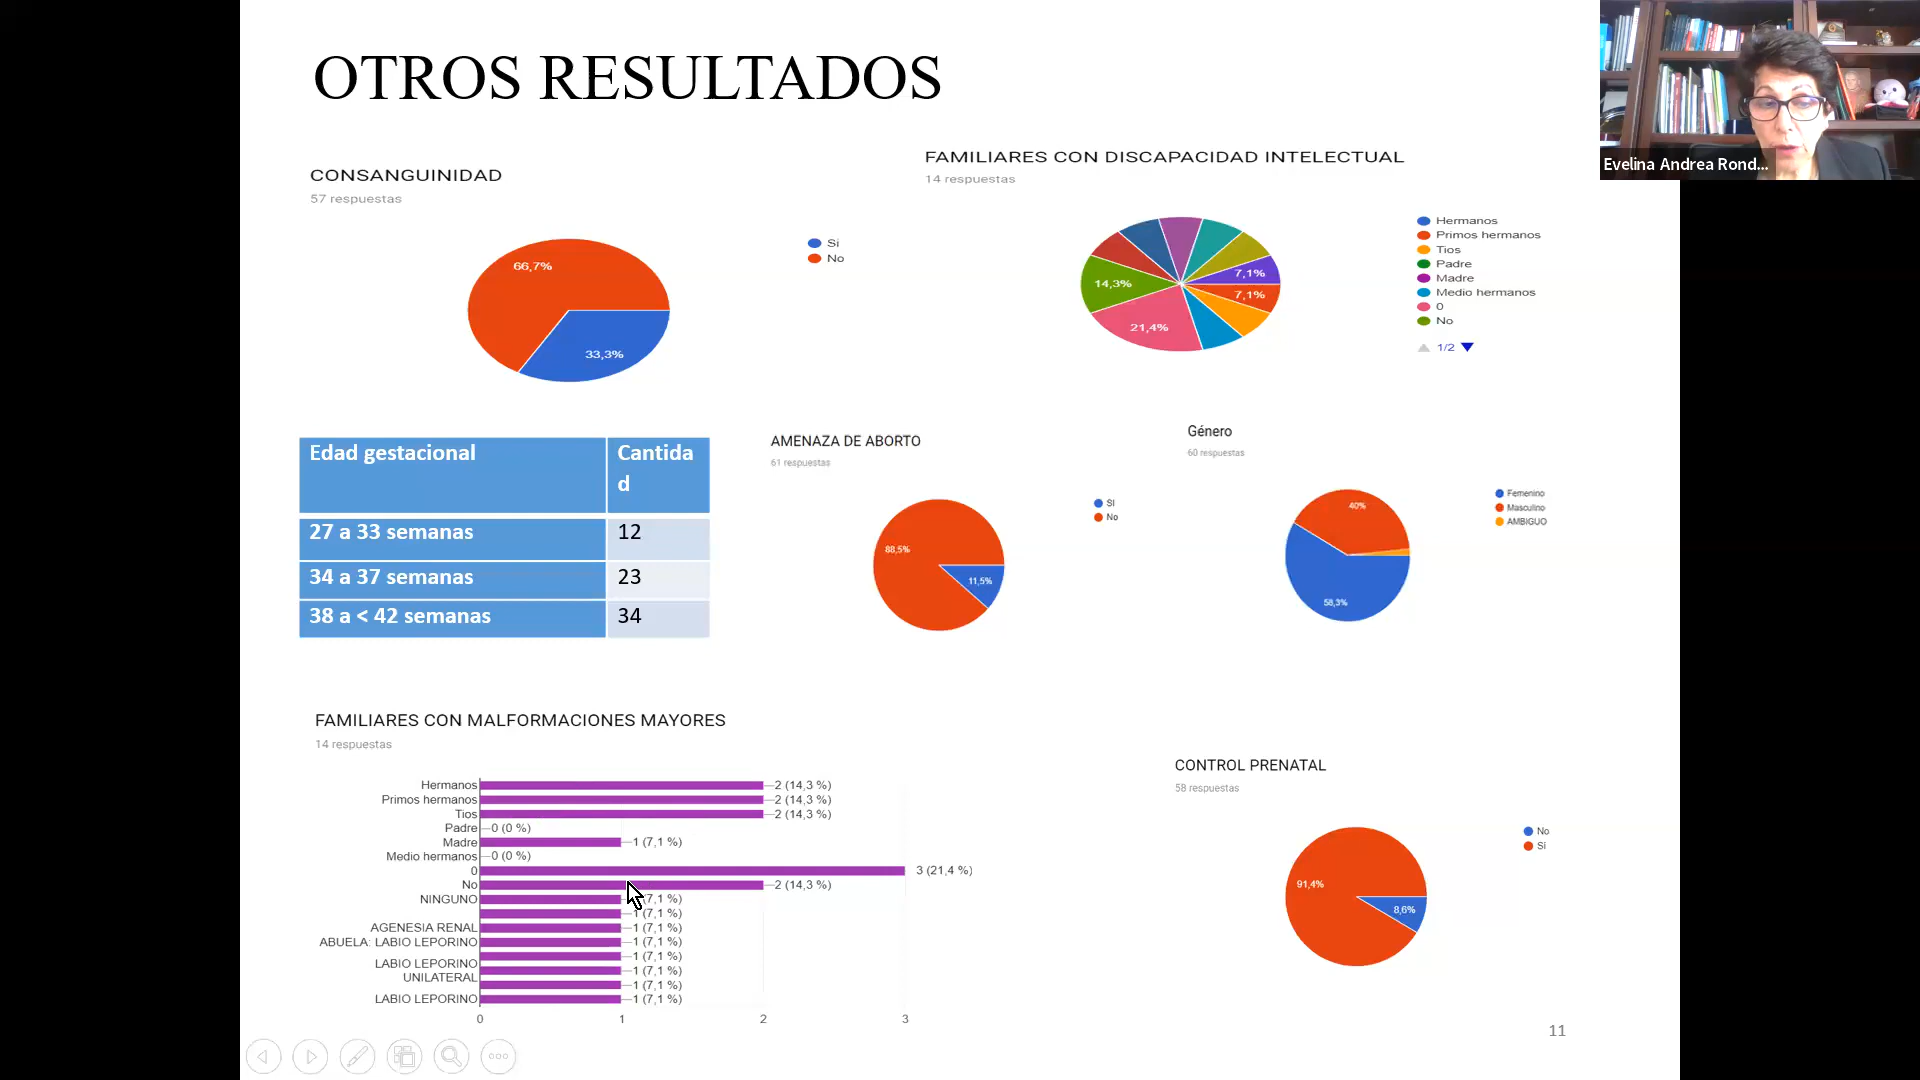 OTROS RESULTADOS
Evelina Andrea Rond...
CONSANGUINIDAD
57 respuestas
66,7%
33,3%
Si
No
FAMILIARES CON DISCAPACIDAD INTELECTUAL
14 respuestas
7,1%
7,1%
14,3%
21,4%
Hermanos
Primos hermanos
Tios
Padre
Madre
Medio hermanos
0
No
1/2
Edad gestacional Cantida
d
27 a 33 semanas 12
34 a 37 semanas 23
38 a < 42 semanas 34
AMENAZA DE ABORTO
61 respuestas
88,5%
11,5%
SI
No
Género
60 respuestas
40%
58,3%
Femenino
Masculino
AMBIGUO
FAMILIARES CON MALFORMACIONES MAYORES
14 respuestas
Hermanos 2 (14,3 %)
Primos hermanos 2 (14,3 %)
Tios 2 (14,3 %)
Padre 0 (0 %)
Madre 1 (7,1 %)
Medio hermanos 0 (0 %)
0 3 (21,4 %)
No 2 (14,3 %)
NINGUNO (7,1 %)
1 (7,1 %)
AGENESIA RENAL 1 (7,1 %)
ABUELA: LABIO LEPORINO 1 (7,1 %)
1 (7,1 %)
LABIO LEPORINO
UNILATERAL 1 (7,1 %)
1 (7,1 %)
LABIO LEPORINO 1 (7,1 %)
0 1 2 3
CONTROL PRENATAL
58 respuestas
91,4%
8,6%
No
Si
11